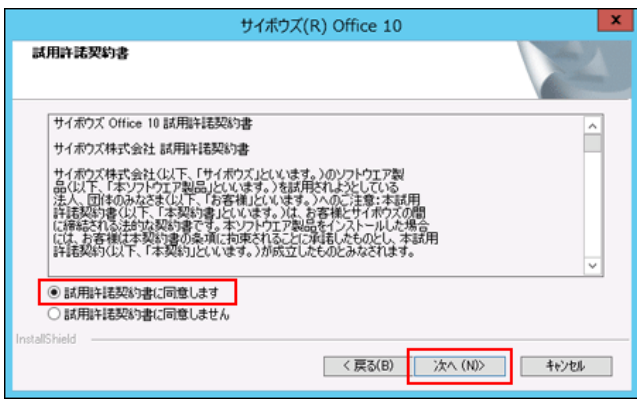 サイボウズ(R) Office 10
試用許諾契約書
サイボウズ Office 10 試用許諾契約書
サイボウズ株式会社 試用許諾契約書
サイボウズ株式会社(以下、「サイボウズ」といいます。)のソフトウエア製
品(以下、「本ソフトウエア製品」といいます。)を試用されようとしている
法人、団体のみなさま(以下、「お客様」といいます。)へのご注意:本試用
許諾契約書(以下、「本契約書」といいます。)は、お客様とサイボウズの間
に締結される法的な契約書です。本ソフトウエア製品をインストールした場合
には、お客様は本契約書の条項に拘束されることに承諾したものとし、本試用
許諾契約(以下、「本契約」といいます。)が成立したものとみなされます。
試用許諾契約書に同意します
試用許諾契約書に同意しません
InstallShield
< 戻る(B)
次へ (N)>
キャンセル